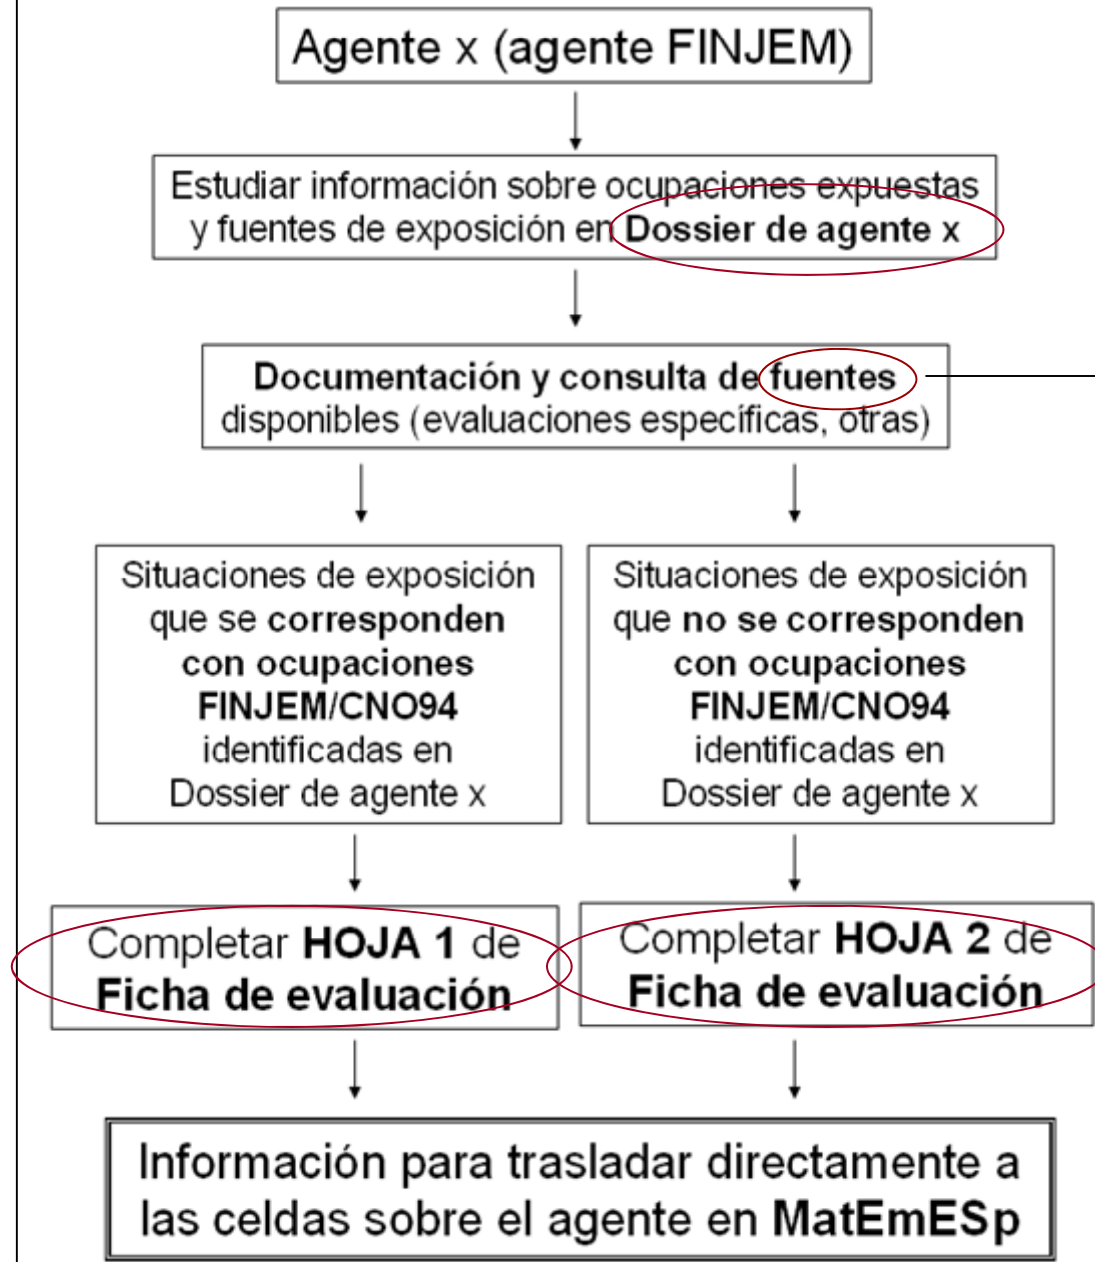 Agente x (agente FINJEM)
Estudiar información sobre ocupaciones expuestas
y fuentes de exposición en Dossier de agente x
Documentación y consulta de fuentes
disponibles (evaluaciones específicas, otras)
Situaciones de exposición
que se corresponden
con ocupaciones
FINJEM/CNO94
identificadas en
Dossier de agente x
Situaciones de exposición
que no se corresponden
con ocupaciones
FINJEM/CNO94
identificadas en
Dossier de agente x
Completar HOJA 1 de
Ficha de evaluación
Completar HOJA 2 de
Ficha de evaluación
Información para trasladar directamente a
las celdas sobre el agente en MatEmESp